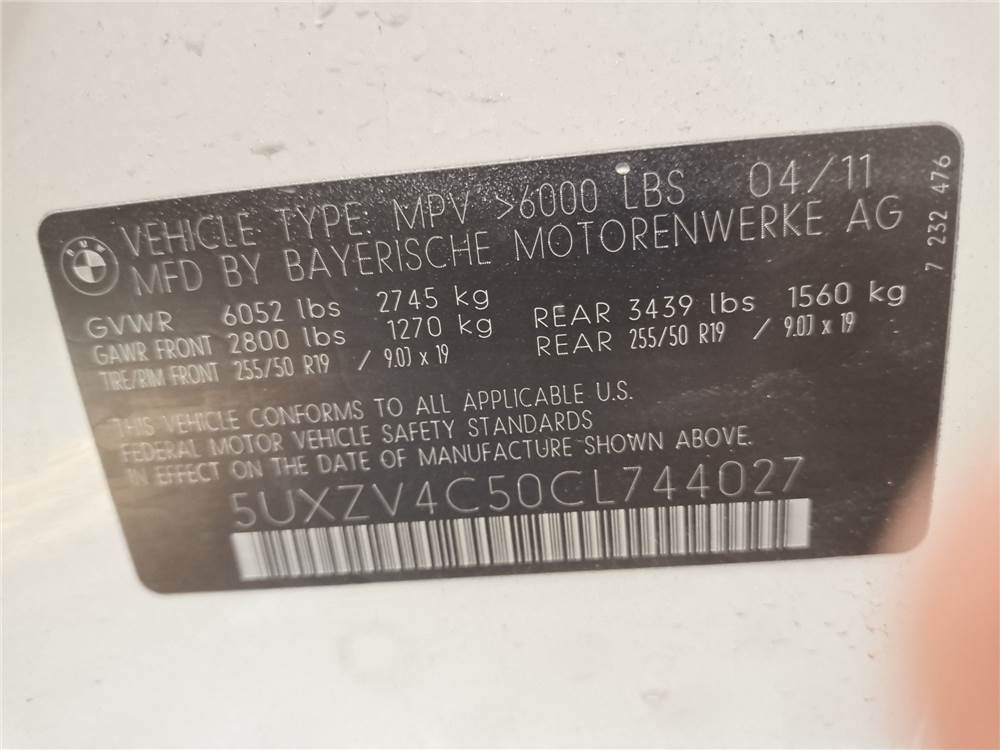 VEHICLE TYPE: MPV >6000 LBS 04/11
MFD BY BAYERISCHE MOTORENWERKE AG
GVWR 6052 lbs 2745 kg
GAWR FRONT 2800 lbs 1270 kg REAR 3439 lbs 1560 kg
TIRE/RIM FRONT 255/50 R19 / 9.0J x 19 REAR 255/50 R19 / 9.0J x 19
THIS VEHICLE CONFORMS TO ALL APPLICABLE U.S.
FEDERAL MOTOR VEHICLE SAFETY STANDARDS
IN EFFECT ON THE DATE OF MANUFACTURE SHOWN ABOVE.
5UXZV4C50CL744027
7 232 476